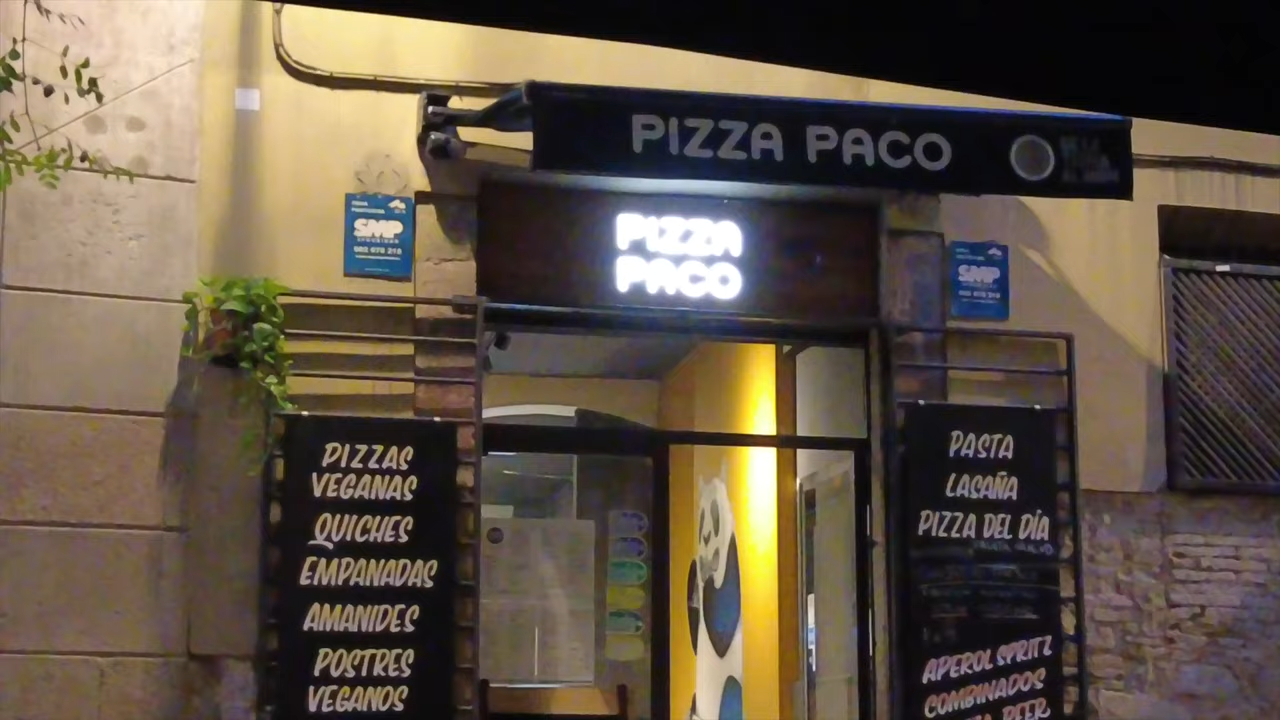 PIZZA PACO
PIZZA
PACO
SMP
SMP
PIZZAS
VEGANAS
QUICHES
EMPANADAS
AMANIDES
POSTRES
VEGANOS
PASTA
LASAÑA
PIZZA DEL DÍA
APEROL SPRITZ
COMBINADOS
BEER